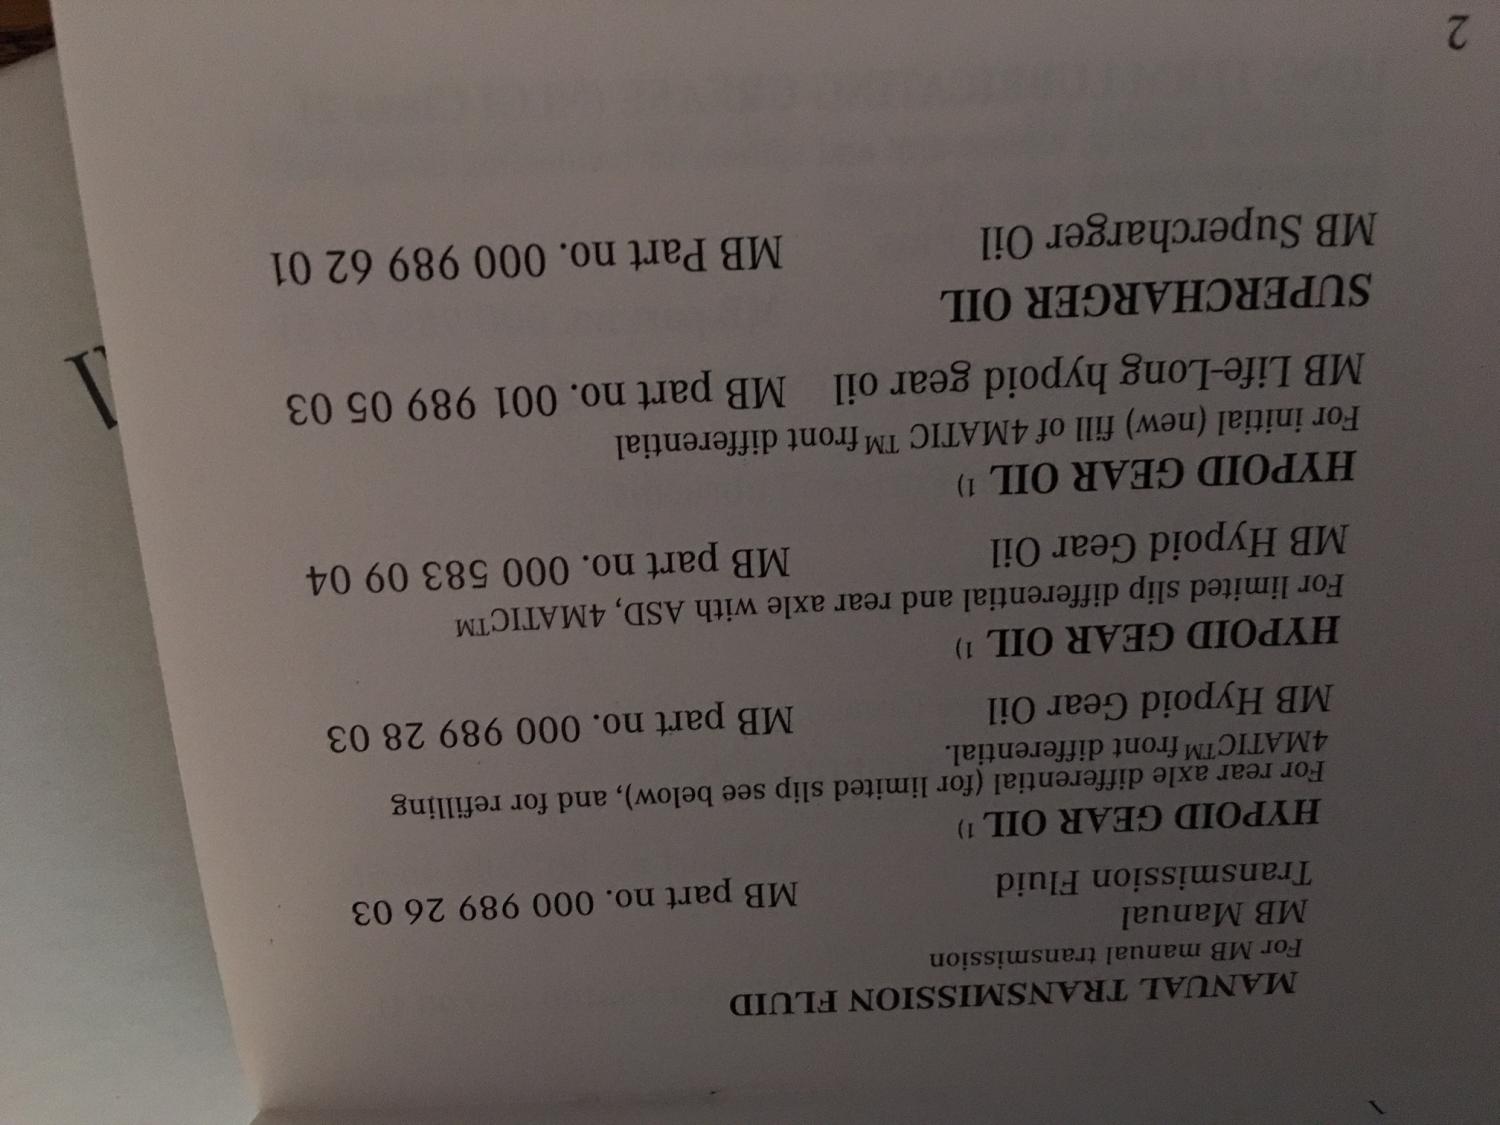 MANUAL TRANSMISSION FLUID
For MB manual transmission
MB Manual
Transmission Fluid MB part no. 000 989 26 03
HYPOID GEAR OIL 1)
For rear axle differential (for limited slip see below), and for refilling
4MATIC™ front differential.
MB Hypoid Gear Oil MB part no. 000 989 28 03
HYPOID GEAR OIL 1)
For limited slip differential and rear axle with ASD, 4MATIC™
MB Hypoid Gear Oil MB part no. 000 583 09 04
HYPOID GEAR OIL 1)
For initial (new) fill of 4MATIC ™ front differential
MB Life-Long hypoid gear oil MB part no. 001 989 05 03
SUPERCHARGER OIL
MB Supercharger Oil MB Part no. 000 989 62 01
2